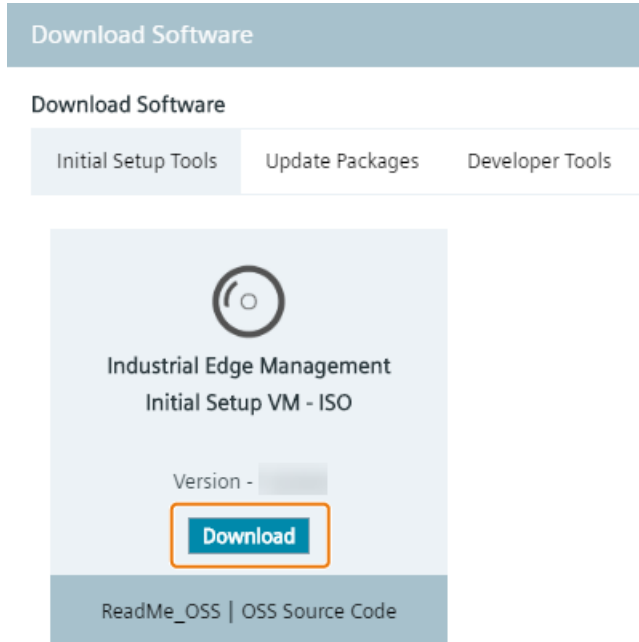 Download Software
Download Software
Initial Setup Tools Update Packages Developer Tools
Industrial Edge Management
Initial Setup VM - ISO
Version -
Download
ReadMe_OSS | OSS Source Code